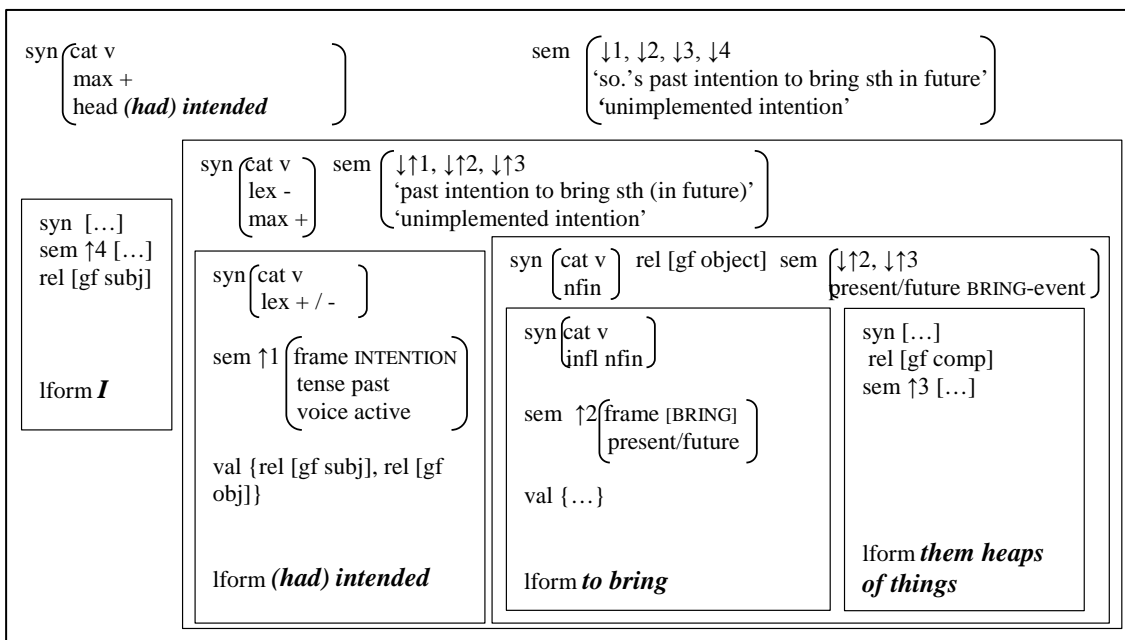 syn cat v
max +
head (had) intended
sem ↓1, ↓2, ↓3, ↓4
‘so.’s past intention to bring sth in future’
‘unimplemented intention’
syn cat v
lex -
max +
sem ↓↑1, ↓↑2, ↓↑3
‘past intention to bring sth (in future)’
‘unimplemented intention’
syn […]
sem ↑4 […]
rel [gf subj]
lform I
syn cat v
lex + / -
sem ↑1 frame INTENTION
tense past
voice active
val {rel [gf subj], rel [gf
obj]}
lform (had) intended
syn cat v
nfin
rel [gf object] sem ↓↑2, ↓↑3
present/future BRING-event
syn cat v
infl nfin
sem ↑2 frame [BRING]
present/future
val {…}
lform to bring
syn […]
rel [gf comp]
sem ↑3 […]
lform them heaps
of things